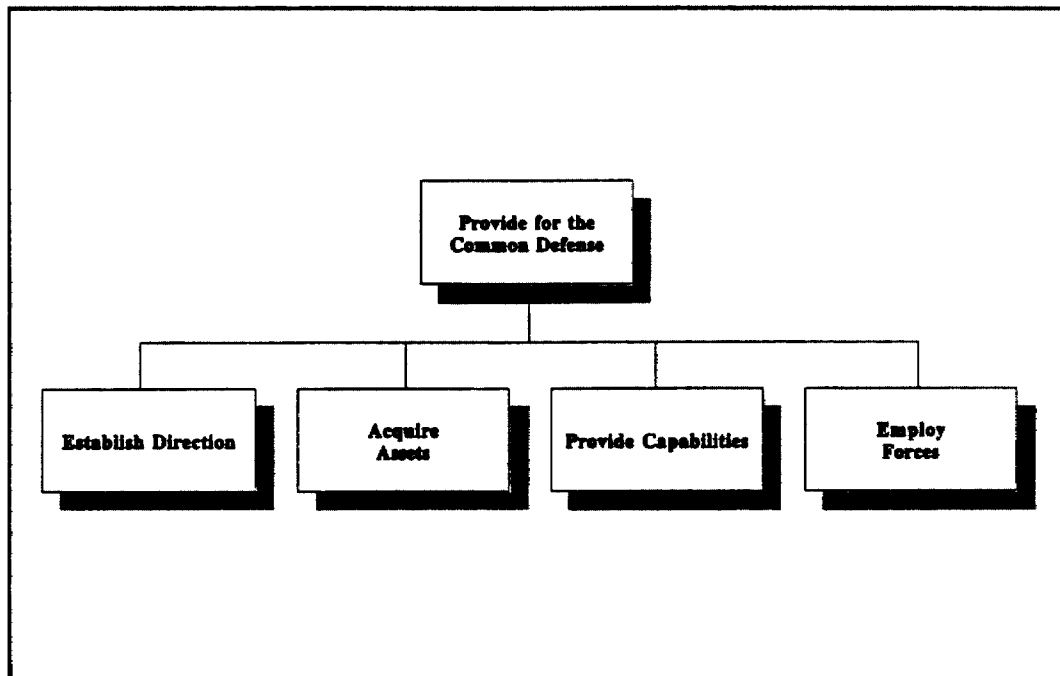 Provide for the
Common Defense
Establish Direction
Acquire
Assets
Provide Capabilities
Employ
Forces